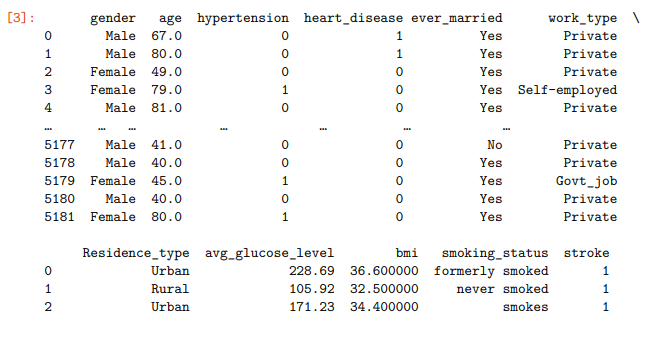 [3]: gender age hypertension heart_disease ever_married work_type \
0 Male 67.0 0 1 Yes Private
1 Male 80.0 0 1 Yes Private
2 Female 49.0 0 0 Yes Private
3 Female 79.0 1 0 Yes Self-employed
4 Male 81.0 0 0 Yes Private
… … … … … … …
5177 Male 41.0 0 0 No Private
5178 Male 40.0 0 0 Yes Private
5179 Female 45.0 1 0 Yes Govt_job
5180 Male 40.0 0 0 Yes Private
5181 Female 80.0 1 0 Yes Private
Residence_type avg_glucose_level bmi smoking_status stroke
0 Urban 228.69 36.600000 formerly smoked 1
1 Rural 105.92 32.500000 never smoked 1
2 Urban 171.23 34.400000 smokes 1